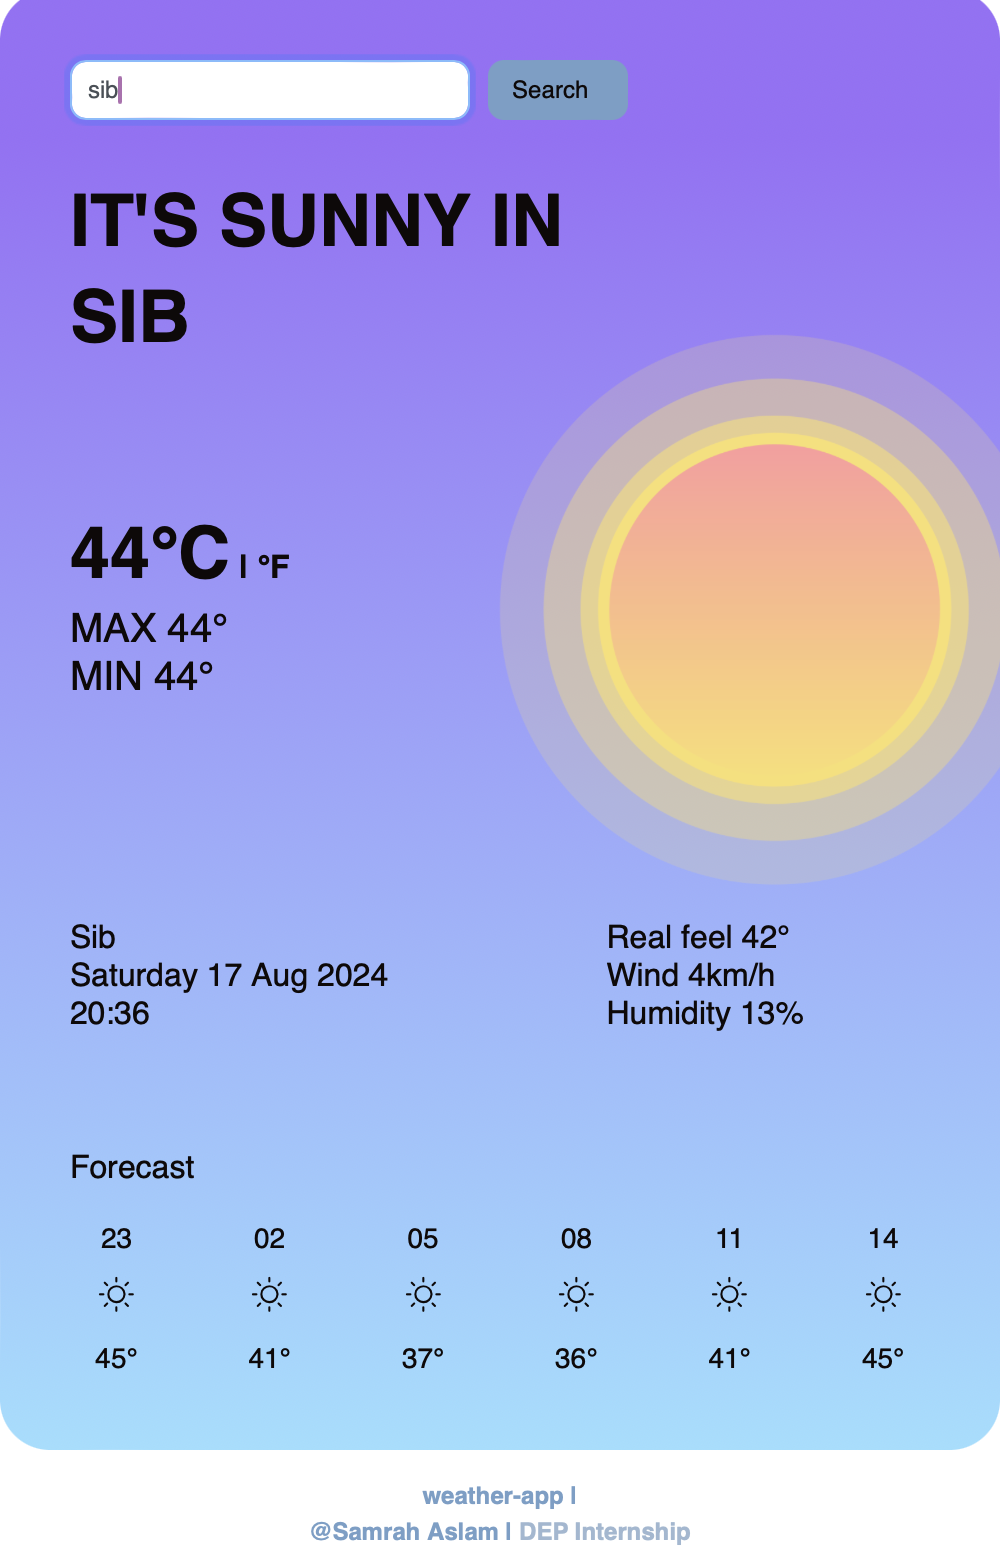 sib
Search
IT'S SUNNY IN
SIB
44°C | °F
MAX 44°
MIN 44°
Sib
Saturday 17 Aug 2024
20:36
Real feel 42°
Wind 4km/h
Humidity 13%
Forecast
23 02 05 08 11 14
45° 41° 37° 36° 41° 45°
weather-app |
@Samrah Aslam | DEP Internship